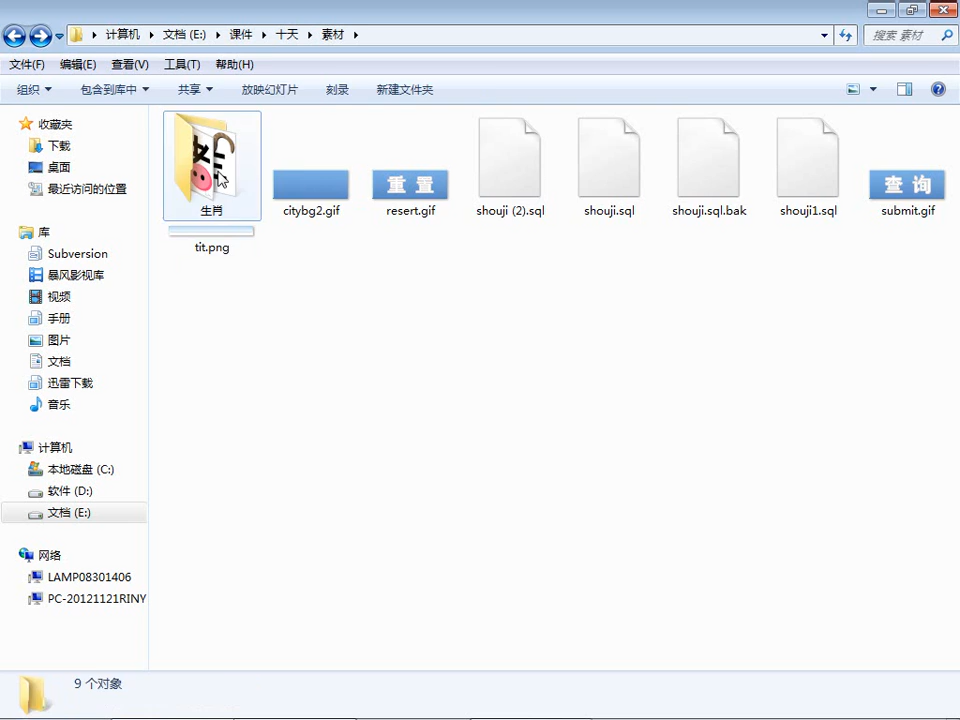 计算机 文档 (E:) 课件 十天 素材
搜索 素材
文件(F) 编辑(E) 查看(V) 工具(T) 帮助(H)
组织 包含到库中 共享 放映幻灯片 刻录 新建文件夹
收藏夹
下载
桌面
最近访问的位置
库
Subversion
暴风影视库
视频
手册
图片
文档
迅雷下载
音乐
计算机
本地磁盘 (C:)
软件 (D:)
文档 (E:)
网络
LAMP08301406
PC-20121121RINY
重 置
查 询
生肖
citybg2.gif
resert.gif
shouji (2).sql
shouji.sql
shouji.sql.bak
shouji1.sql
submit.gif
tit.png
9 个对象